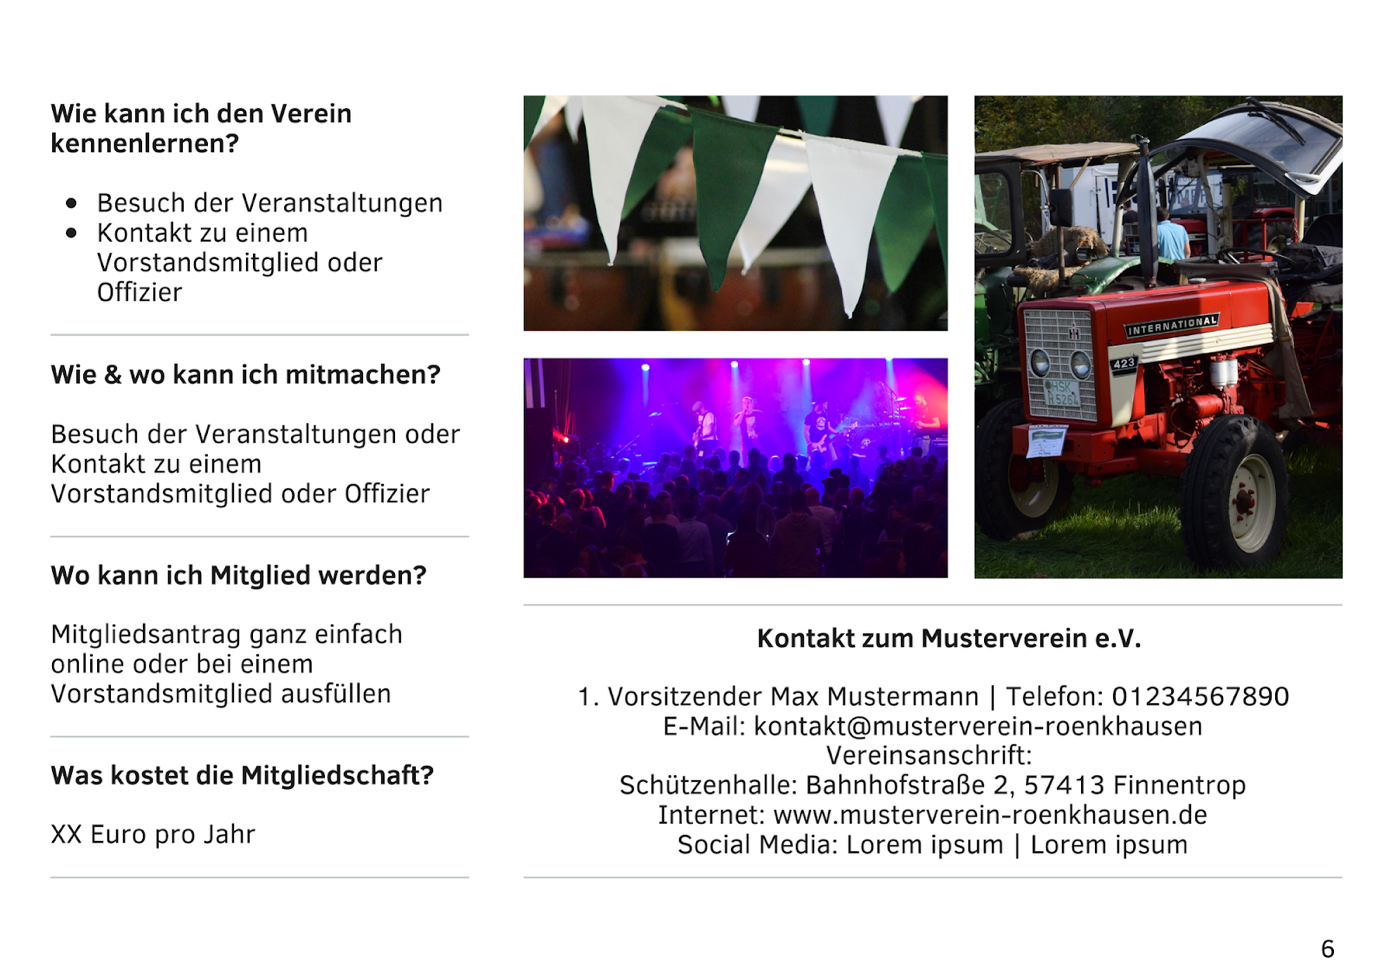 Wie kann ich den Verein
kennenlernen?
• Besuch der Veranstaltungen
• Kontakt zu einem
Vorstandsmitglied oder
Offizier
Wie & wo kann ich mitmachen?
Besuch der Veranstaltungen oder
Kontakt zu einem
Vorstandsmitglied oder Offizier
Wo kann ich Mitglied werden?
Mitgliedsantrag ganz einfach
online oder bei einem
Vorstandsmitglied ausfüllen
Was kostet die Mitgliedschaft?
XX Euro pro Jahr
INTERNATIONAL
423
HSK
H 5264
Kontakt zum Musterverein e.V.
1. Vorsitzender Max Mustermann | Telefon: 01234567890
E-Mail: kontakt@musterverein-roenkhausen
Vereinsanschrift:
Schützenhalle: Bahnhofstraße 2, 57413 Finnentrop
Internet: www.musterverein-roenkhausen.de
Social Media: Lorem ipsum | Lorem ipsum
6